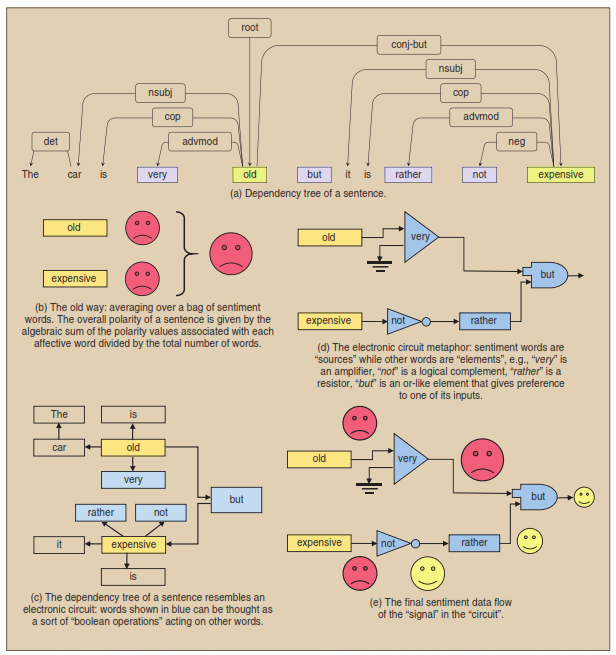 root
conj-but
nsubj
nsubj
cop
cop
advmod
advmod
det
neg
The car is very old but it is rather not expensive
(a) Dependency tree of a sentence.
old
expensive
(b) The old way: averaging over a bag of sentiment
words. The overall polarity of a sentence is given by the
algebraic sum of the polarity values associated with each
affective word divided by the total number of words.
old
very
but
expensive
not
rather
(d) The electronic circuit metaphor: sentiment words are
“sources” while other words are “elements”, e.g., “very” is
an amplifier, “not” is a logical complement, “rather” is a
resistor, “but” is an or-like element that gives preference
to one of its inputs.
The
is
car
old
very
but
rather
not
it
expensive
is
(c) The dependency tree of a sentence resembles an
electronic circuit: words shown in blue can be thought as
a sort of “boolean operations” acting on other words.
old
very
but
expensive
not
rather
(e) The final sentiment data flow
of the “signal” in the “circuit”.